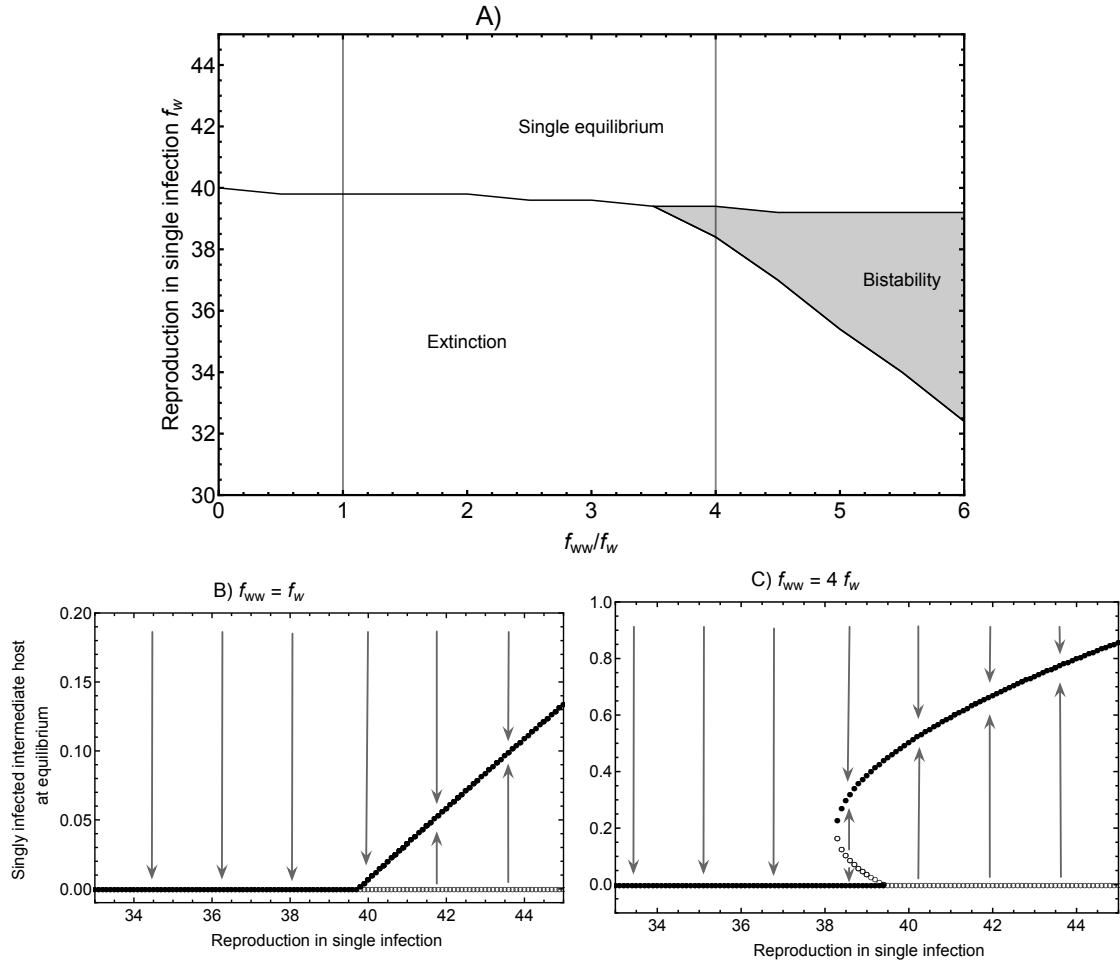 A)
Reproduction in single infection f_w
44
42
40
38
36
34
32
30
Single equilibrium
Bistability
Extinction
0 1 2 3 4 5 6
f_ww/f_w
B) f_ww = f_w
Singly infected intermediate host
at equilibrium
0.20
0.15
0.10
0.05
0.00
34 36 38 40 42 44
Reproduction in single infection
C) f_ww = 4 f_w
1.0
0.8
0.6
0.4
0.2
0.0
34 36 38 40 42 44
33
Reproduction in single infection